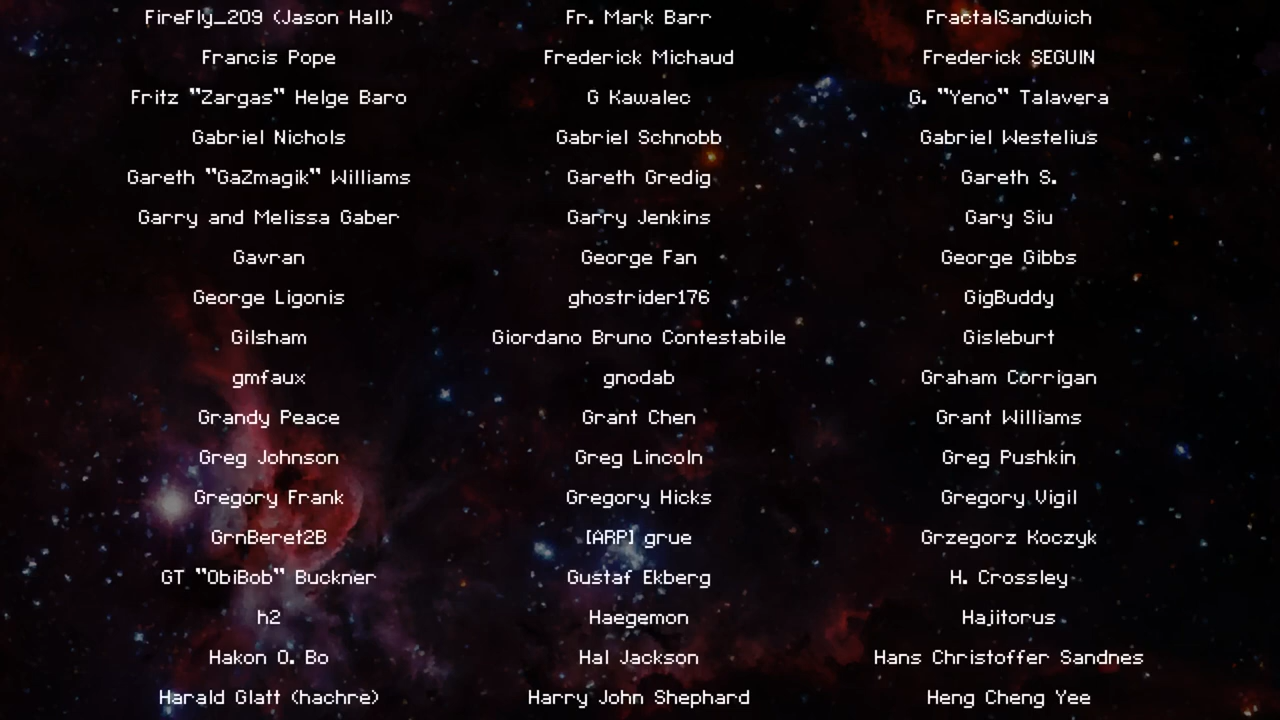 FireFly_209 (Jason Hall) Fr. Mark Barr FractalSandwich
Francis Pope Frederick Michaud Frederick SEGUIN
Fritz "Zargas" Helge Baro G Kawalec G. "Yeno" Talavera
Gabriel Nichols Gabriel Schnobb Gabriel Westelius
Gareth "GaZmagik" Williams Gareth Gredig Gareth S.
Garry and Melissa Gaber Garry Jenkins Gary Siu
Gavran George Fan George Gibbs
George Ligonis ghostrider176 GigBuddy
Gilsham Giordano Bruno Contestabile Gisleburt
gmfaux gnodab Graham Corrigan
Grandy Peace Grant Chen Grant Williams
Greg Johnson Greg Lincoln Greg Pushkin
Gregory Frank Gregory Hicks Gregory Vigil
GrnBeret2B [ARP] grue Grzegorz Koczyk
GT "ObiBob" Buckner Gustaf Ekberg H. Crossley
h2 Haegemon Hajitorus
Hakon O. Bo Hal Jackson Hans Christoffer Sandnes
Harald Glatt (hachre) Harry John Shephard Heng Cheng Yee